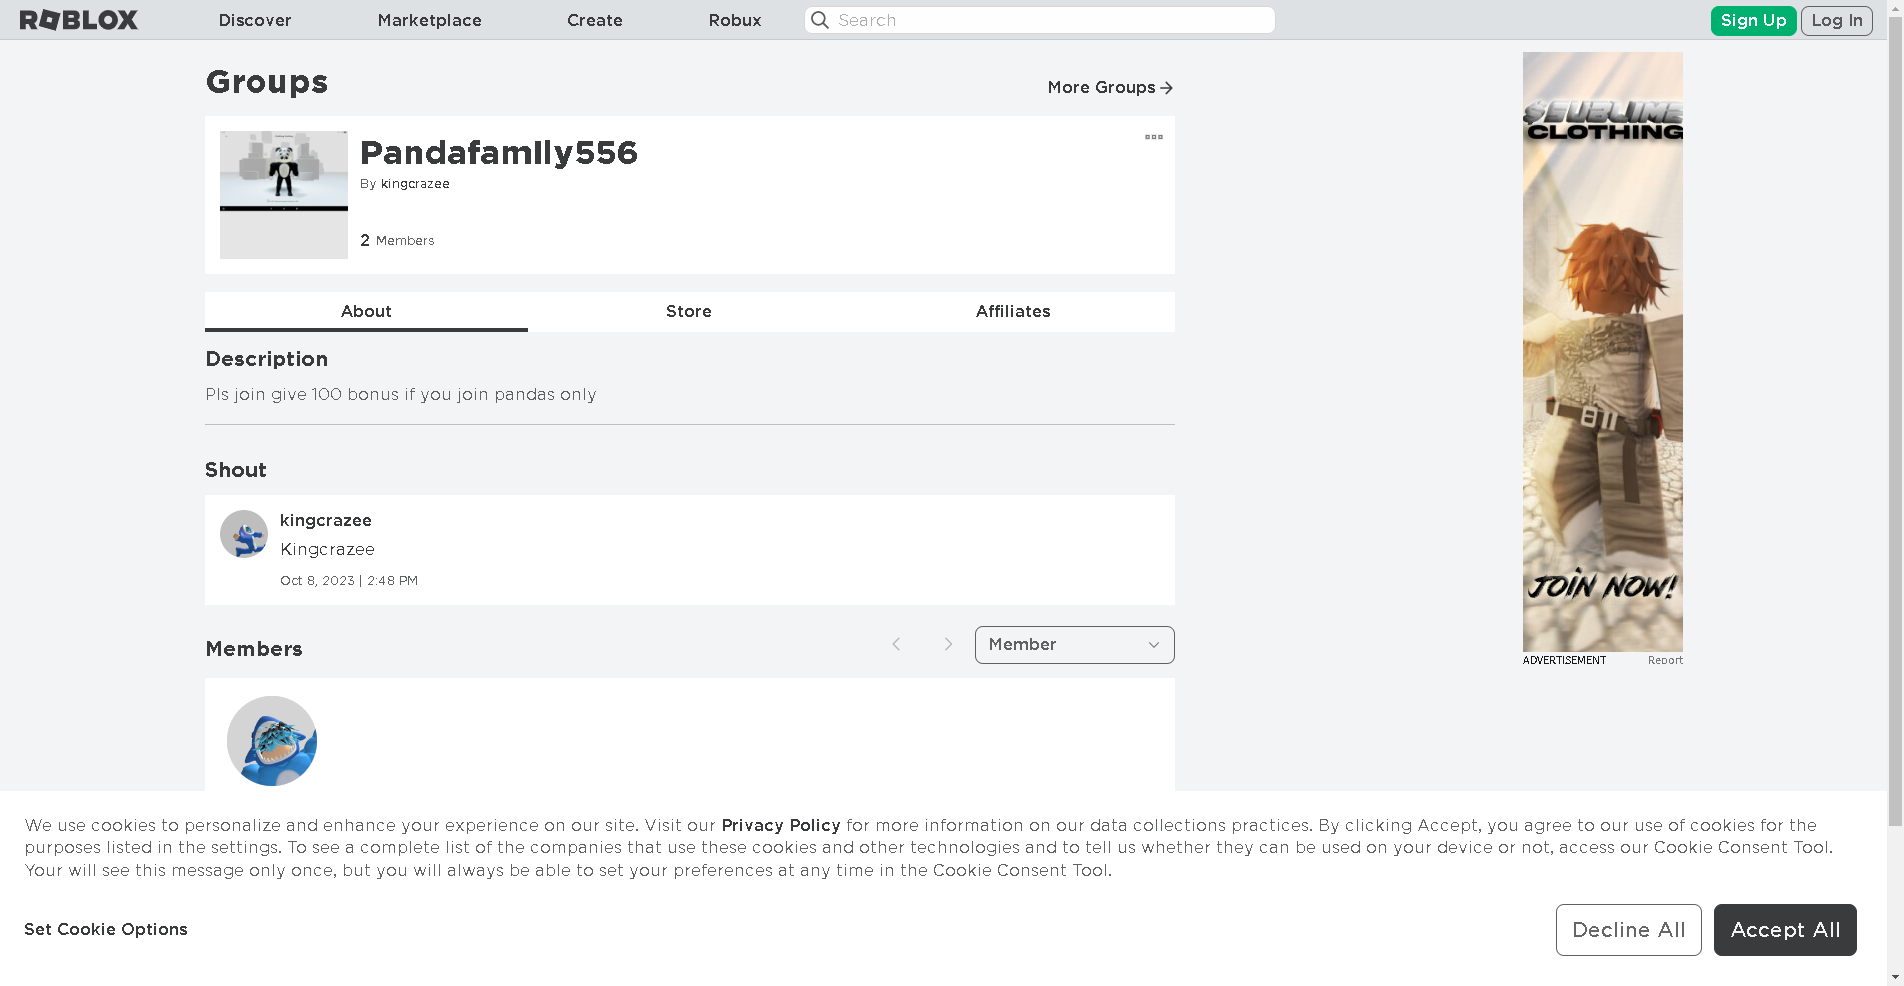 ROBLOX Discover Marketplace Create Robux Search Sign Up Log In
Groups
More Groups
Pandafamily556
By kingcrazee
2 Members
About Store Affiliates
Description
Pls join give 100 bonus if you join pandas only
Shout
kingcrazee
Kingcrazee
Oct 8, 2023 | 2:48 PM
Members
Member
$UBLIME
CLOTHING
JOIN NOW!
ADVERTISEMENT Report
We use cookies to personalize and enhance your experience on our site. Visit our Privacy Policy for more information on our data collections practices. By clicking Accept, you agree to our use of cookies for the
purposes listed in the settings. To see a complete list of the companies that use these cookies and other technologies and to tell us whether they can be used on your device or not, access our Cookie Consent Tool.
Your will see this message only once, but you will always be able to set your preferences at any time in the Cookie Consent Tool.
Set Cookie Options
Decline All Accept All